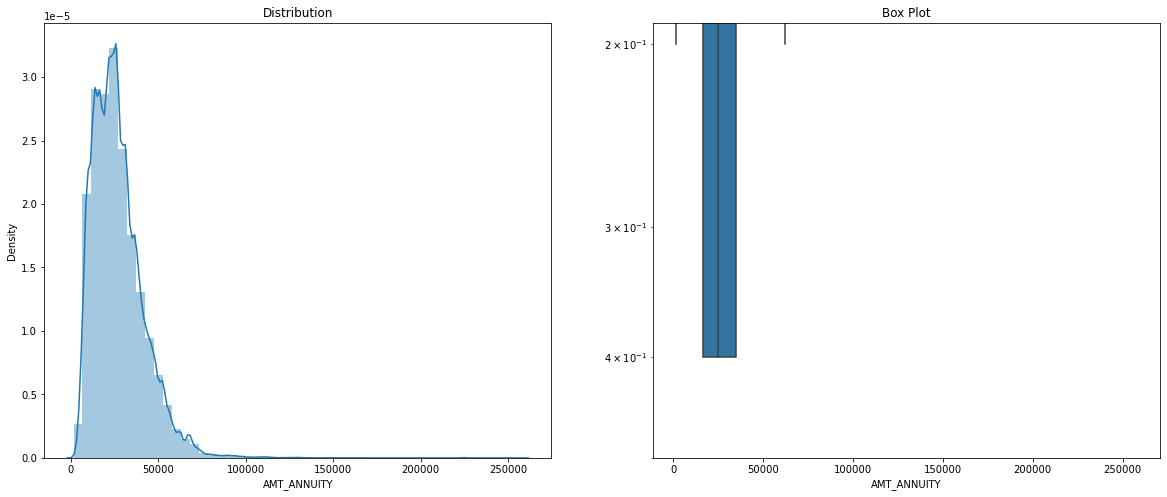 Distribution
1e−5
3.0
2.5
2.0
1.5
1.0
0.5
0.0
Density
0 50000 100000 150000 200000 250000
AMT_ANNUITY
Box Plot
2 × 10⁻¹
3 × 10⁻¹
4 × 10⁻¹
0 50000 100000 150000 200000 250000
AMT_ANNUITY